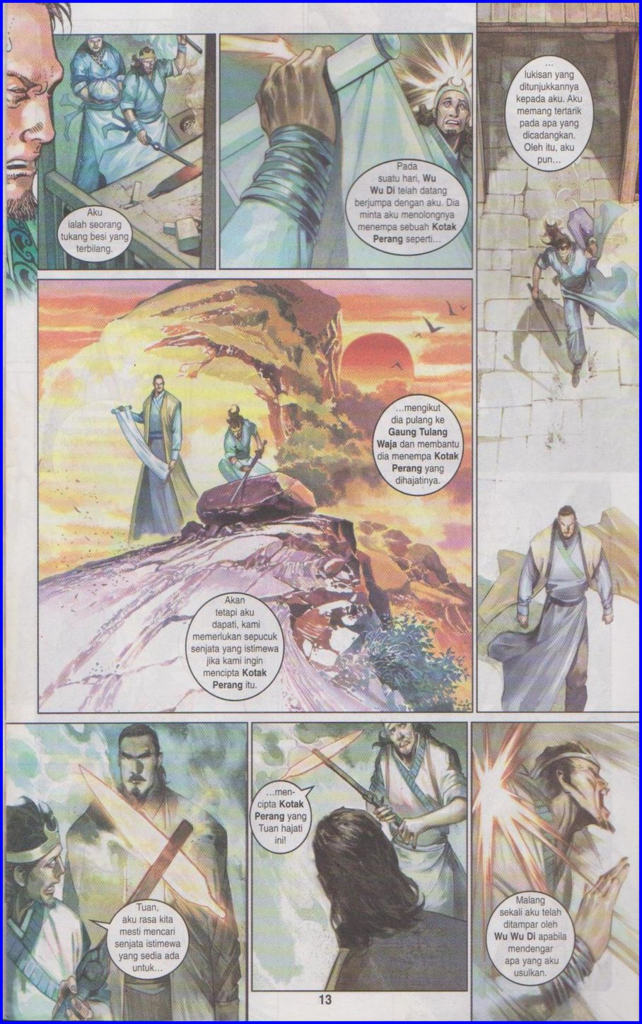 Aku
ialah seorang
tukang besi yang
terbilang.
Pada
suatu hari, Wu
Wu Di telah datang
berjumpa dengan aku. Dia
minta aku menolongnya
menempa sebuah Kotak
Perang seperti...
...
lukisan yang
ditunjukkannya
kepada aku. Aku
memang tertarik
pada apa yang
dicadangkan.
Oleh itu, aku
pun...
...mengikut
dia pulang ke
Gaung Tulang
Waja dan membantu
dia menempa Kotak
Perang yang
dihajatinya.
Akan
tetapi aku
dapati, kami
memerlukan sepucuk
senjata yang istimewa
jika kami ingin
mencipta Kotak
Perang itu.
Tuan,
aku rasa kita
mesti mencari
senjata istimewa
yang sedia ada
untuk...
...men-
cipta Kotak
Perang yang
Tuan hajati
ini!
Malang
sekali aku telah
ditampar oleh
Wu Wu Di apabila
mendengar
apa yang aku
usulkan.
13